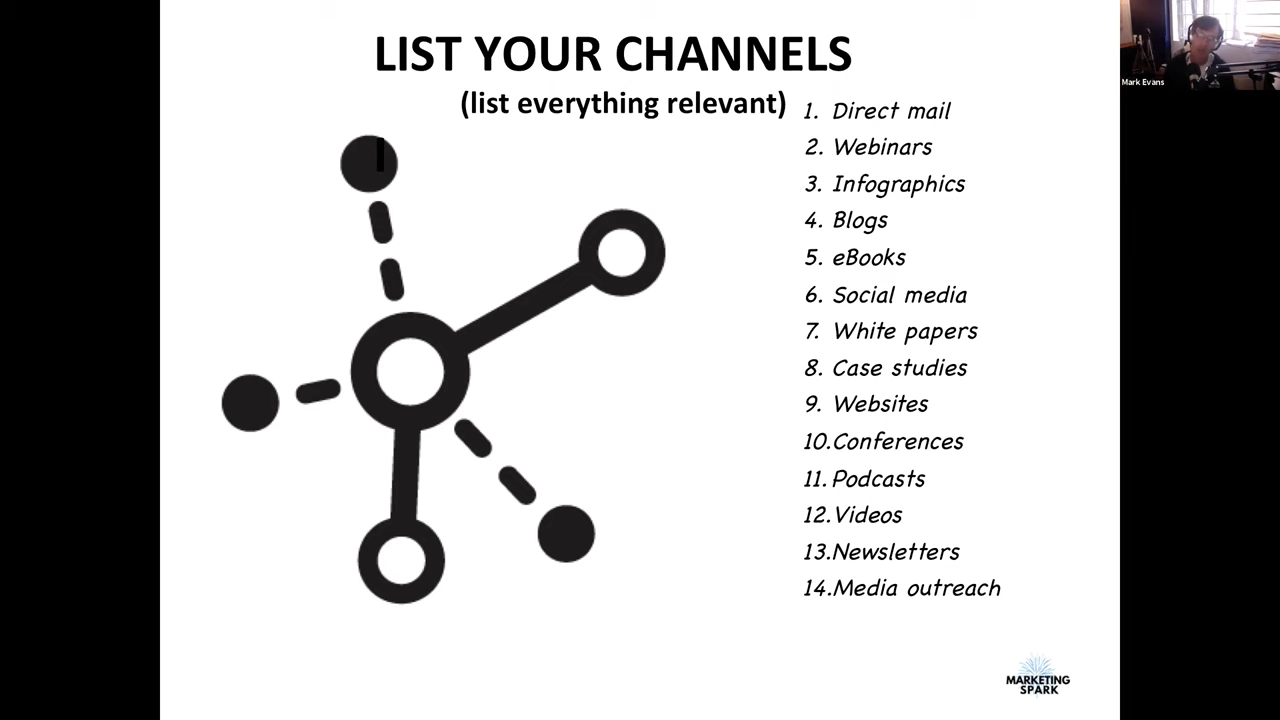 LIST YOUR CHANNELS
(list everything relevant)
1. Direct mail
2. Webinars
3. Infographics
4. Blogs
5. eBooks
6. Social media
7. White papers
8. Case studies
9. Websites
10.Conferences
11.Podcasts
12.Videos
13.Newsletters
14.Media outreach
Mark Evans
MARKETING
SPARK